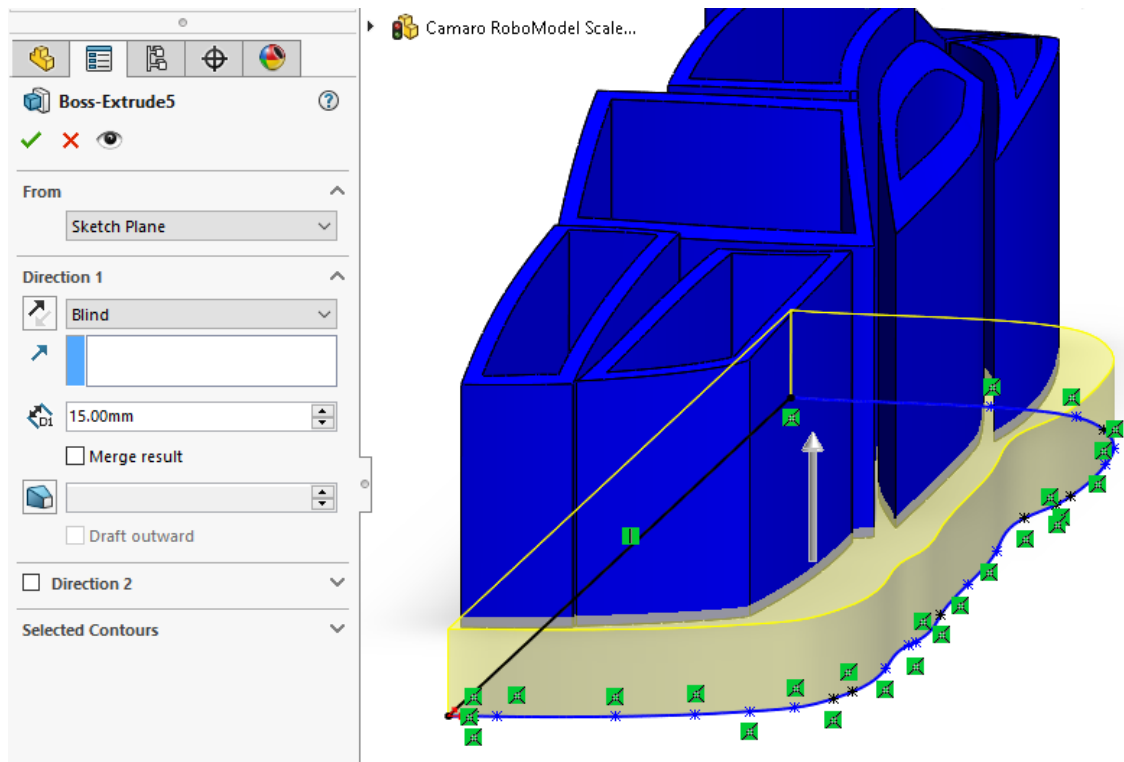 Camaro RoboModel Scale...
Boss-Extrude5
From
Sketch Plane
Direction 1
Blind
D1
15.00mm
Merge result
Draft outward
Direction 2
Selected Contours